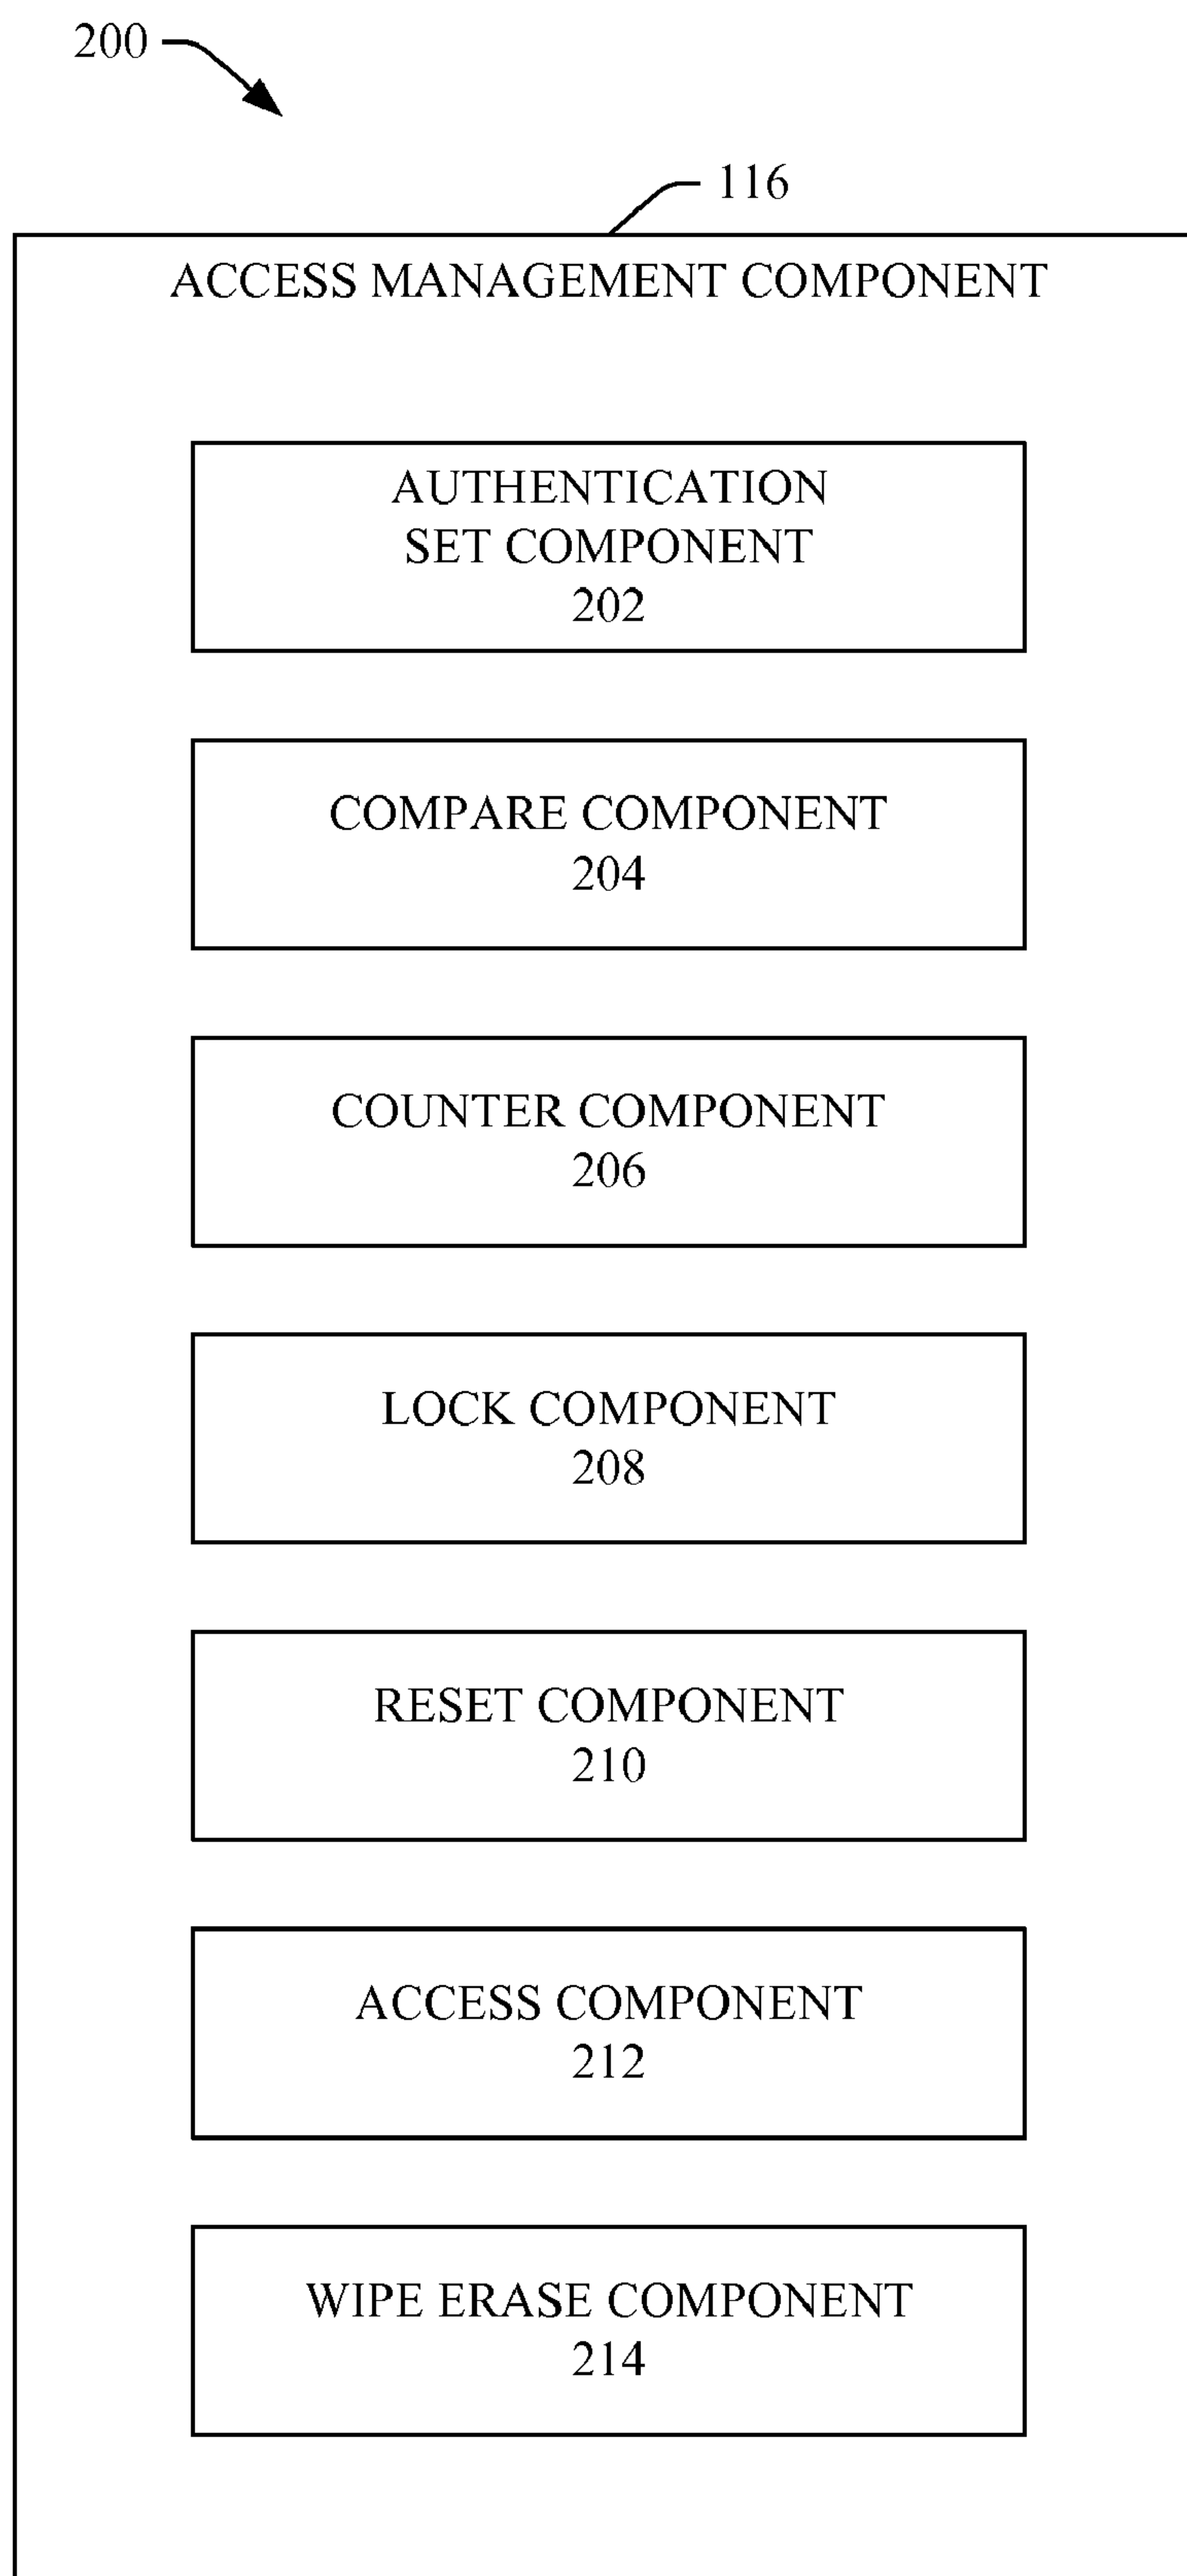 200
116
ACCESS MANAGEMENT COMPONENT
AUTHENTICATION
SET COMPONENT
202
COMPARE COMPONENT
204
COUNTER COMPONENT
206
LOCK COMPONENT
208
RESET COMPONENT
210
ACCESS COMPONENT
212
WIPE ERASE COMPONENT
214